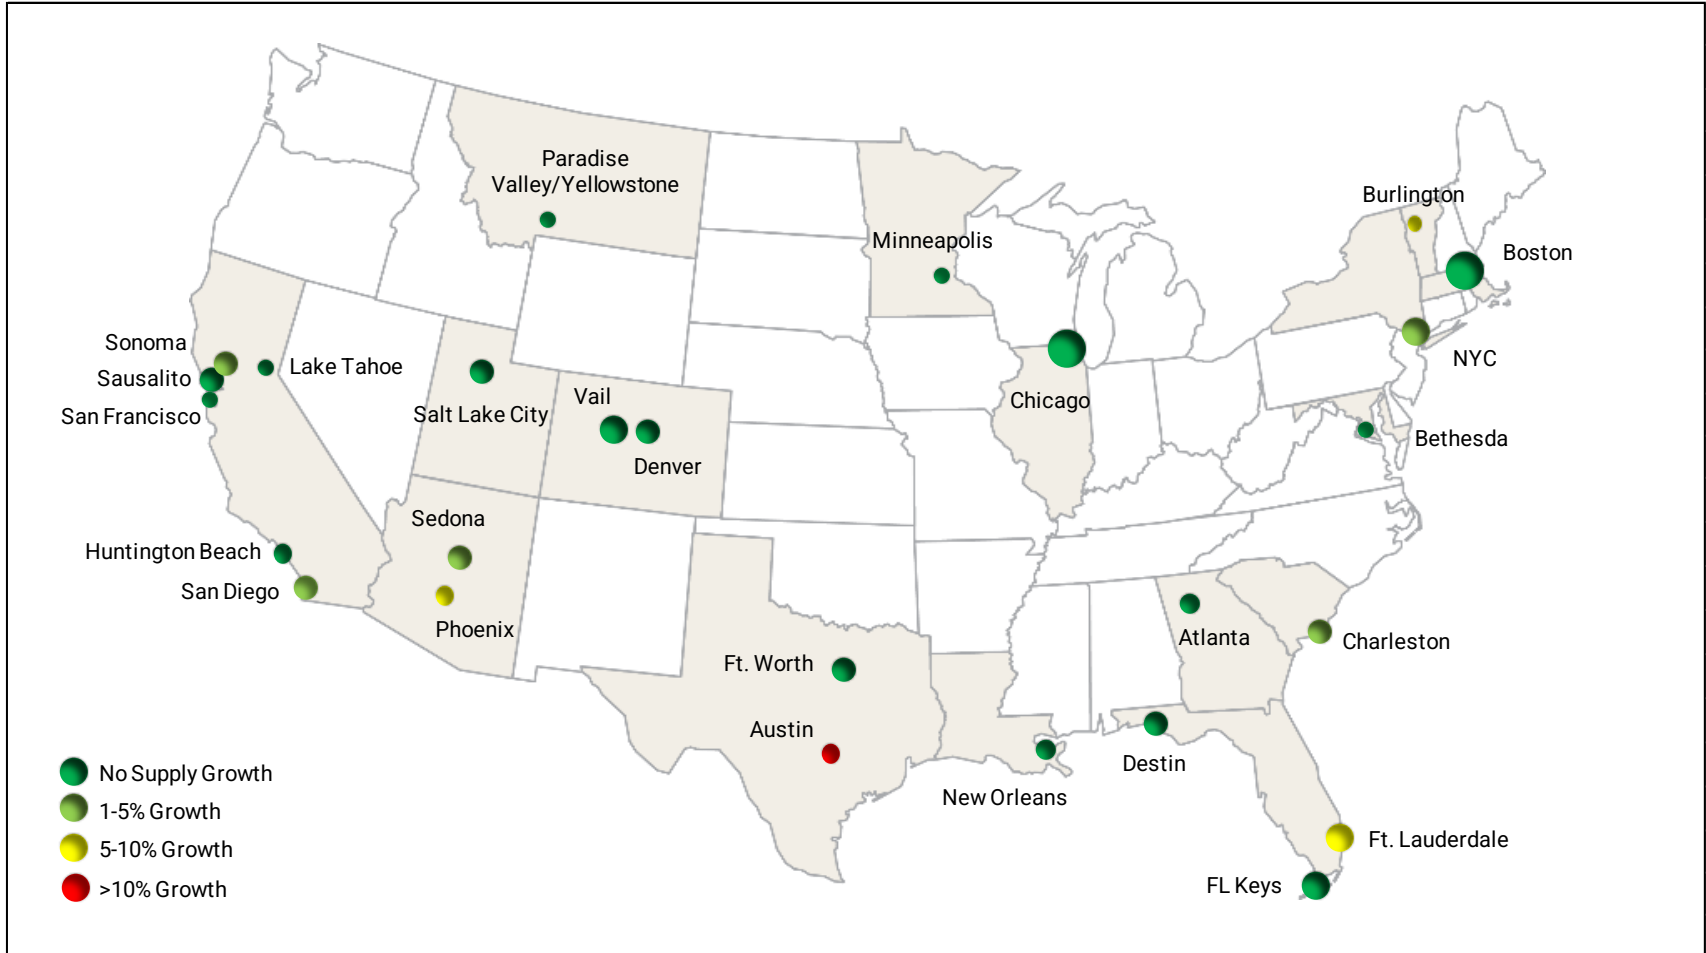 Paradise
Valley/Yellowstone
Burlington
Minneapolis
Boston
Sonoma
Lake Tahoe
NYC
Sausalito
Vail
Chicago
San Francisco
Salt Lake City
Bethesda
Denver
Sedona
Huntington Beach
San Diego
Phoenix
Atlanta
Charleston
Ft. Worth
Austin
Destin
No Supply Growth
New Orleans
1-5% Growth
5-10% Growth
Ft. Lauderdale
>10% Growth
FL Keys